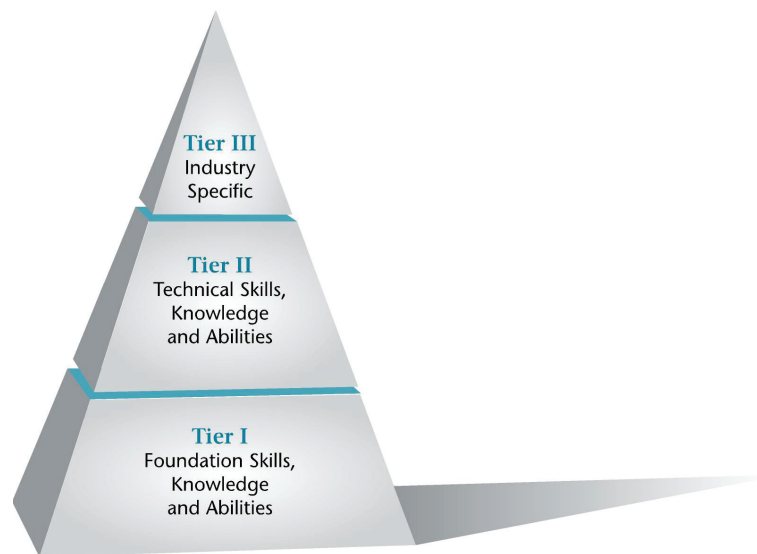 Tier III
Industry
Specific
Tier II
Technical Skills,
Knowledge
and Abilities
Tier I
Foundation Skills,
Knowledge
and Abilities